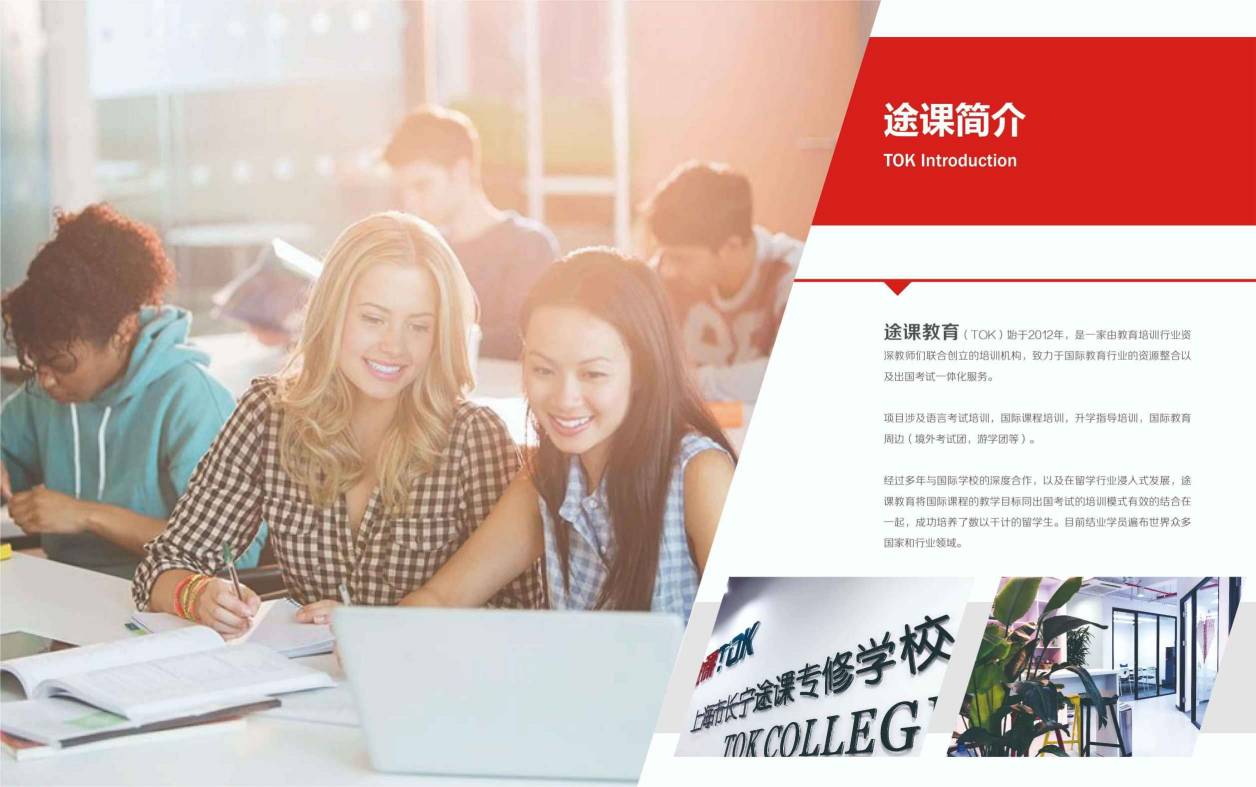 途课简介
TOK Introduction
途课教育（TOK）始于2012年，是一家由教育培训行业资
深教师们联合创立的培训机构，致力于国际教育行业的资源整合以
及出国考试一体化服务。
项目涉及语言考试培训，国际课程培训，升学指导培训，国际教育
周边（境外考试团，游学团等）。
经过多年与国际学校的深度合作，以及在留学行业浸入式发展，途
课教育将国际课程的教学目标同出国考试的培训模式有效的结合在
一起，成功培养了数以千计的留学生。目前结业学员遍布世界众多
国家和行业领域。
TOK
上海市长宁途课专修学校
TOK COLLEG